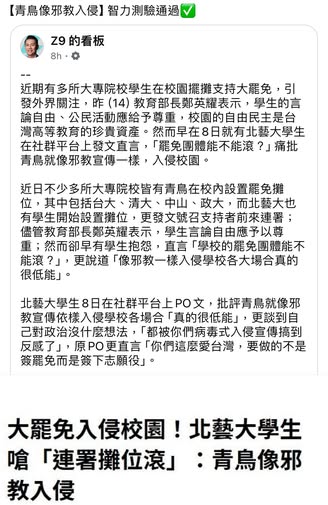 【青鳥像邪教入侵】智力測驗通過✅
Z9 的看板
8h ·
--
近期有多所大專院校學生在校園擺攤支持大罷免，引
發外界關注，昨 (14) 教育部長鄭英耀表示，學生的言
論自由、公民活動應給予尊重，校園的自由民主是台
灣高等教育的珍貴資產。然而早在8日就有北藝大學生
在社群平台上發文直言，「罷免團體能不能滾？」痛批
青鳥就像邪教宣傳一樣，入侵校園。
近日不少多所大專院校皆有青鳥在校內設置罷免攤
位，其中包括台大、清大、中山、政大，而北藝大也
有學生開始設置攤位，更發文號召支持者前來連署；
儘管教育部長鄭英耀表示，學生言論自由應予以尊
重；然而卻早有學生抱怨，直言「學校的罷免團體能不
能滾？」，更說道「像邪教一樣入侵學校各大場合真的
很低能」。
北藝大學生8日在社群平台上PO文，批評青鳥就像邪
教宣傳依樣入侵學校各場合「真的很低能」，更談到自
己對政治沒什麼想法，「都被你們病毒式入侵宣傳搞到
反感了」，原PO更直言「你們這麼愛台灣，要做的不是
簽罷免而是簽下志願役」。
大罷免入侵校園！北藝大學生
嗆「連署攤位滾」：青鳥像邪
教入侵